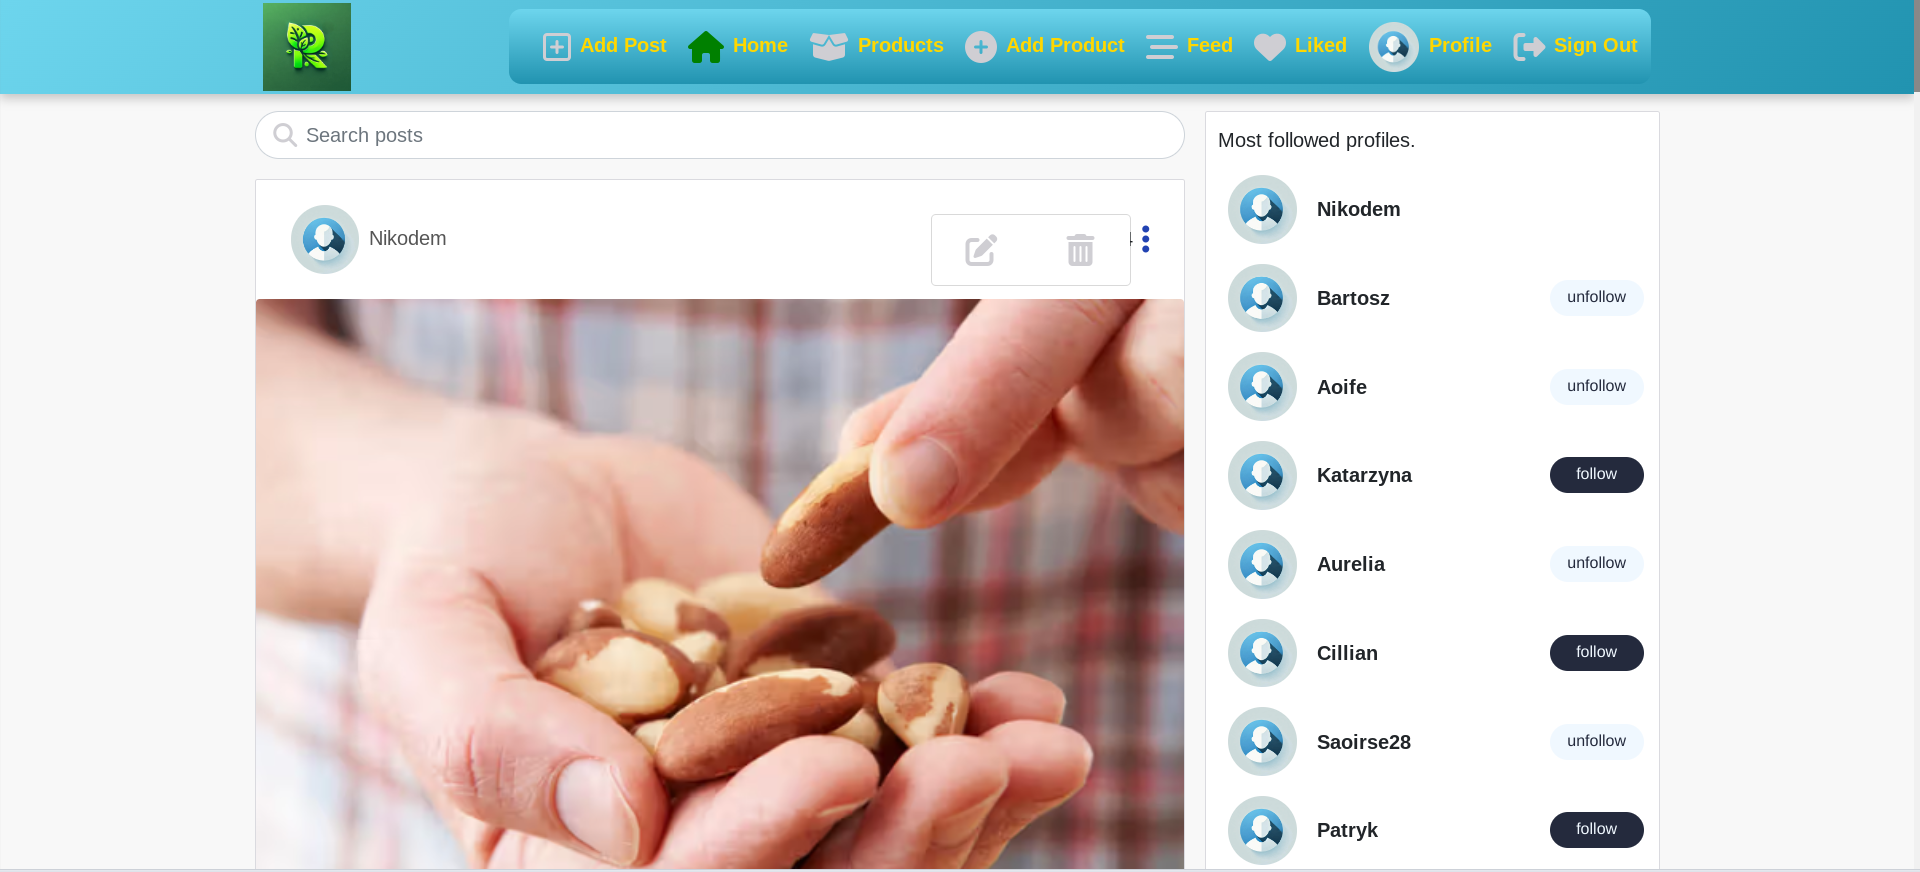 Add Post Home Products Add Product Feed Liked Profile Sign Out
Search posts
Nikodem
Most followed profiles.
Nikodem
Bartosz unfollow
Aoife unfollow
Katarzyna follow
Aurelia unfollow
Cillian follow
Saoirse28 unfollow
Patryk follow